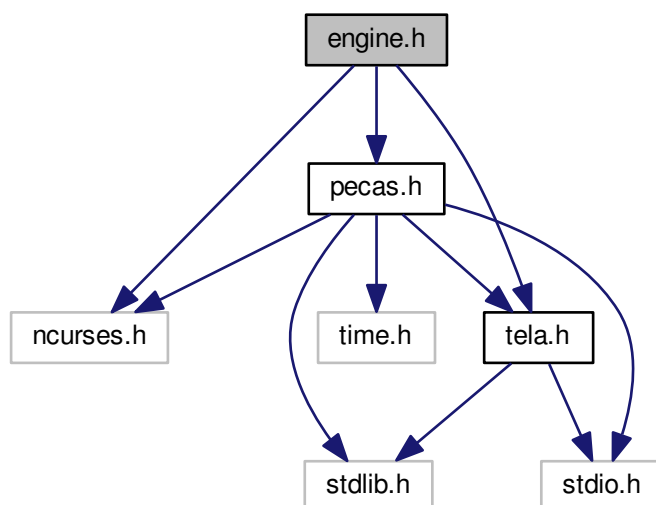 engine.h
pecas.h
ncurses.h
time.h
tela.h
stdlib.h
stdio.h